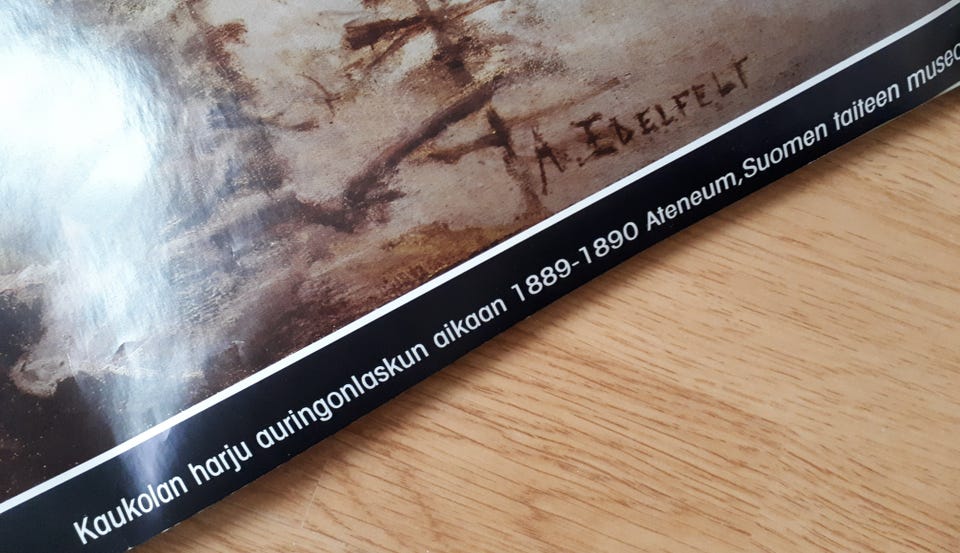 A. EDELFELT
Kaukolan harju auringonlaskun aikaan 1889-1890 Ateneum,Suomen taiteen museo